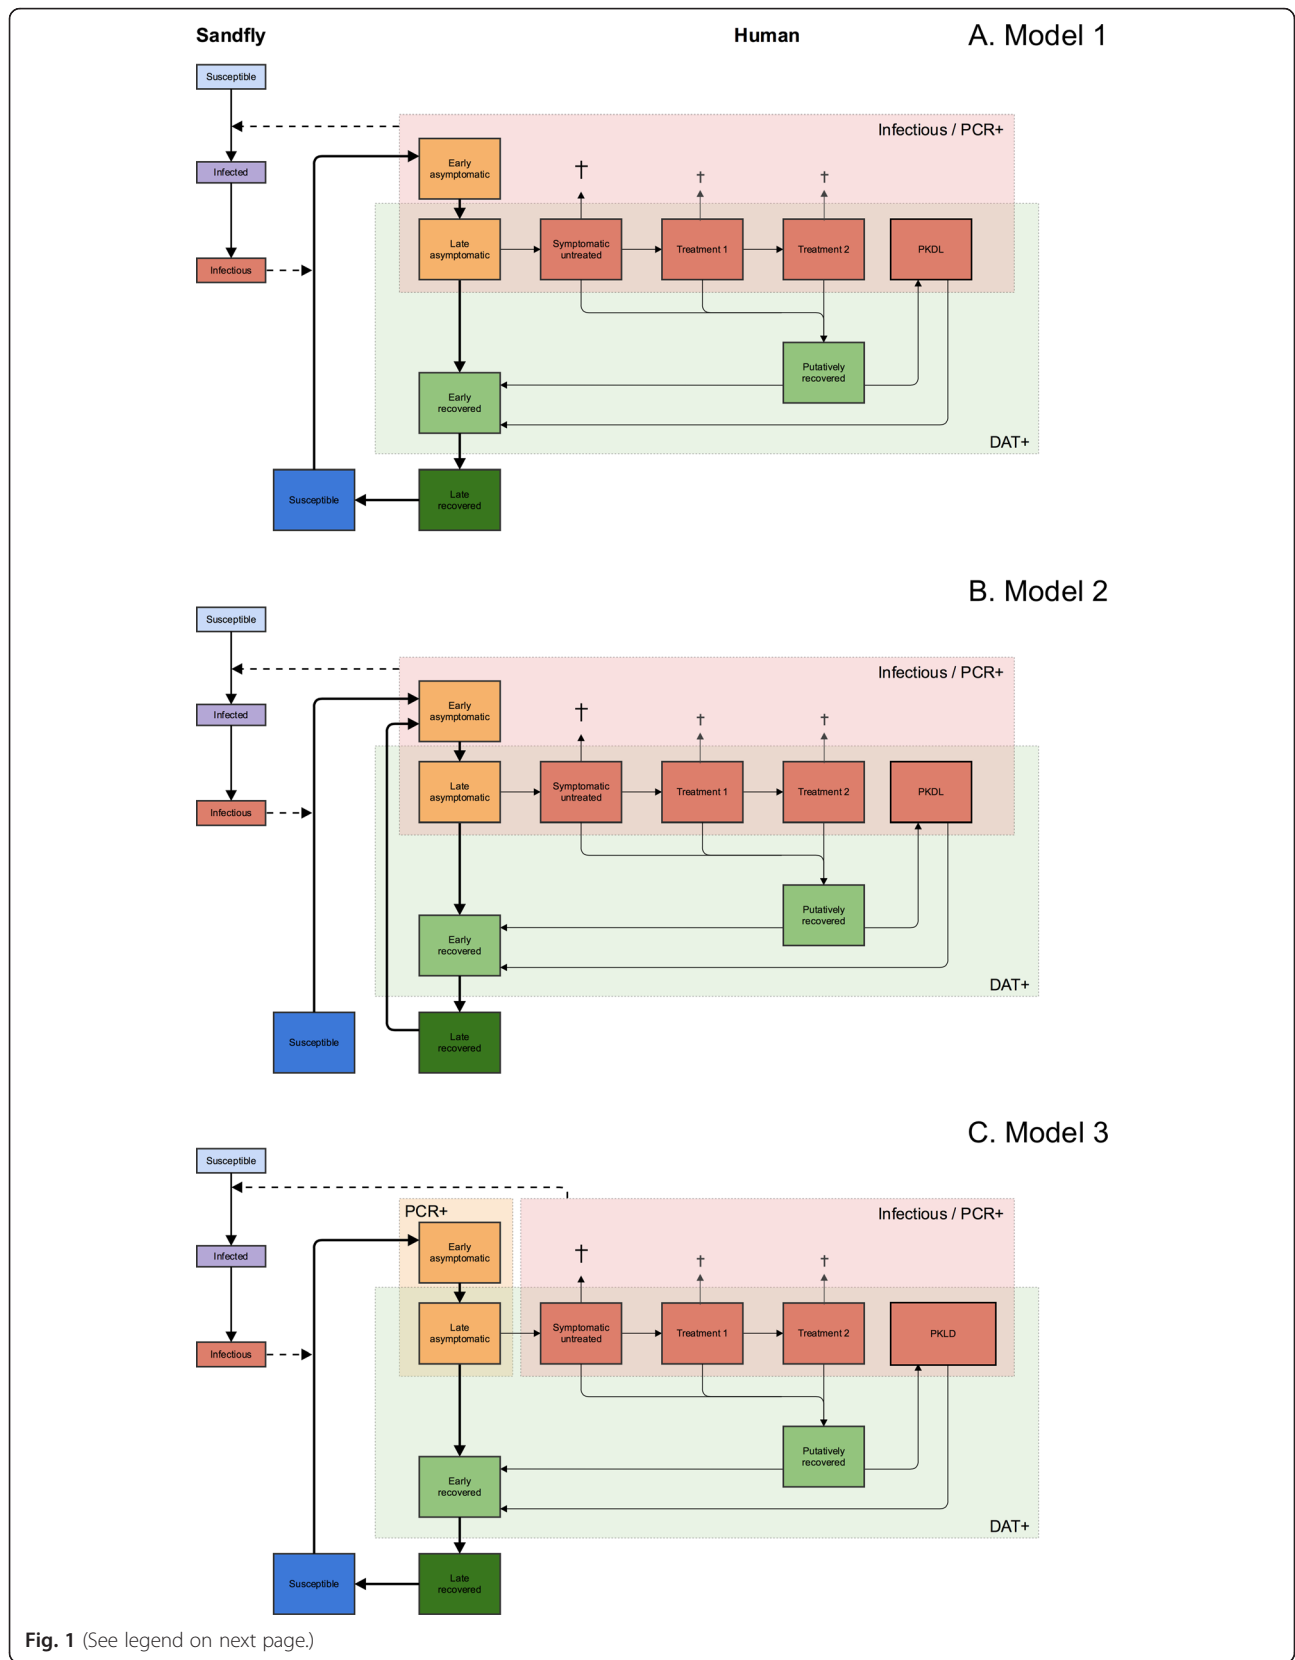 Sandfly
Human
A. Model 1
Susceptible
Infectious / PCR+
Early
asymptomatic
Infected
†
†
†
Late
asymptomatic
Symptomatic
untreated
Treatment 1
Treatment 2
PKDL
Infectious
Putatively
recovered
Early
recovered
DAT+
Susceptible
Late
recovered
B. Model 2
Susceptible
Infectious / PCR+
Early
asymptomatic
Infected
†
†
†
Late
asymptomatic
Symptomatic
untreated
Treatment 1
Treatment 2
PKDL
Infectious
Putatively
recovered
Early
recovered
DAT+
Susceptible
Late
recovered
C. Model 3
Susceptible
PCR+
Infectious / PCR+
Early
asymptomatic
Infected
†
†
†
Late
asymptomatic
Symptomatic
untreated
Treatment 1
Treatment 2
PKLD
Infectious
Putatively
recovered
Early
recovered
DAT+
Susceptible
Late
recovered
Fig. 1 (See legend on next page.)